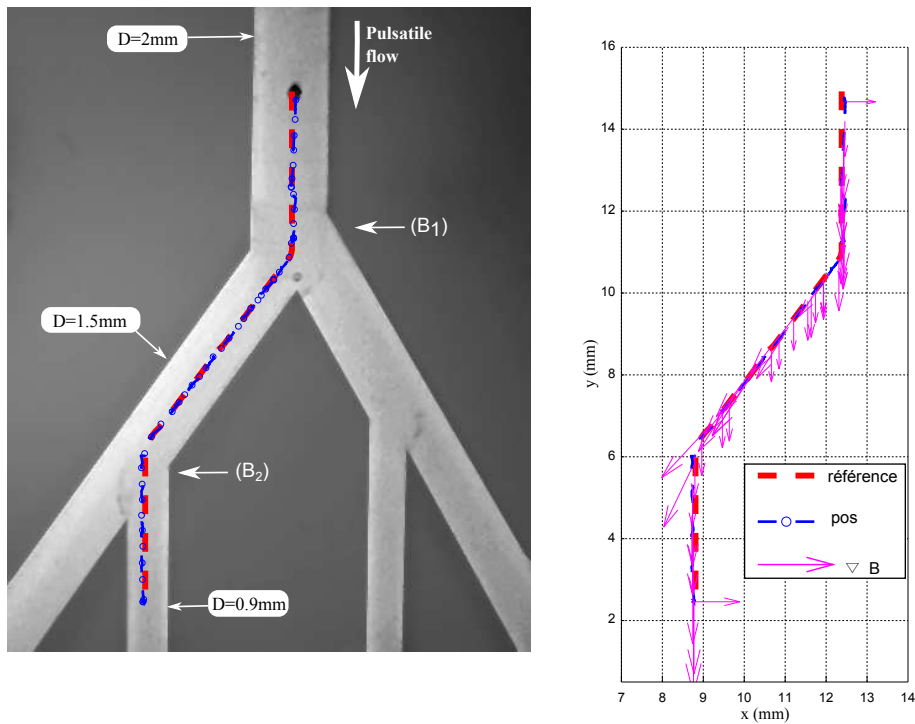 D=2mm
Pulsatile
flow
(B1)
D=1.5mm
(B2)
D=0.9mm
16
14
12
10
8
6
4
2
y (mm)
référence
pos
▽ B
7 8 9 10 11 12 13 14
x (mm)